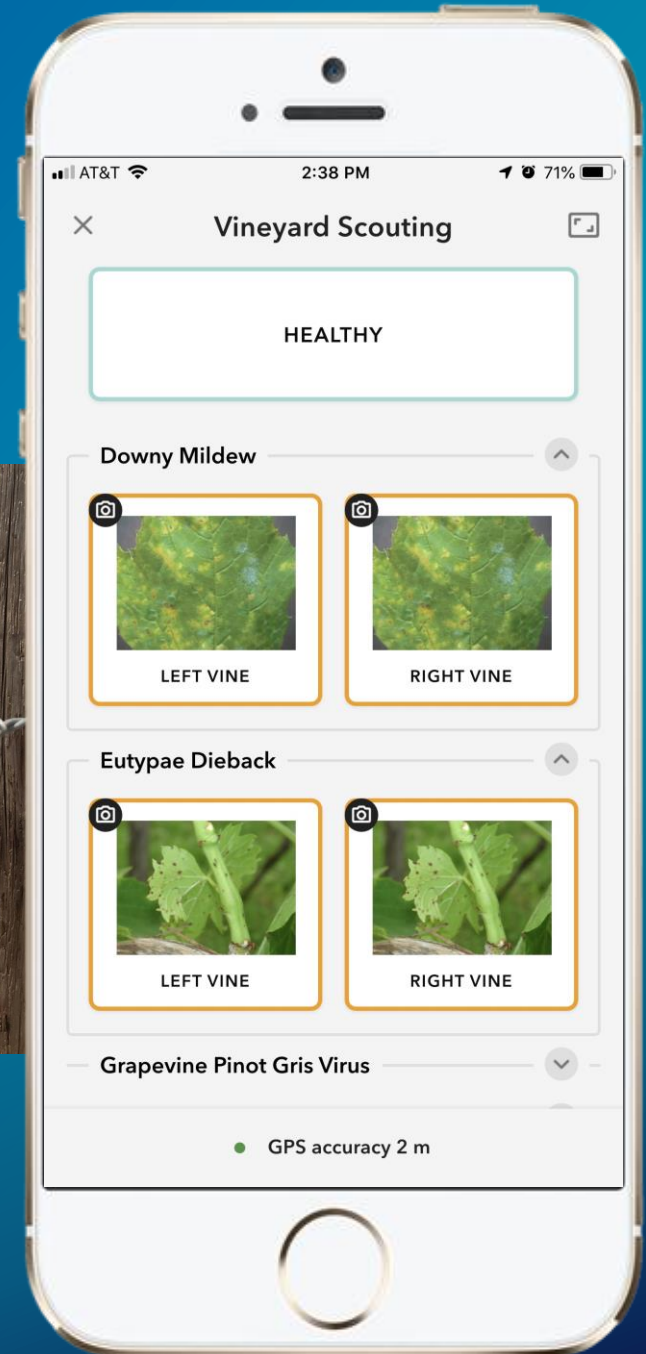 AT&T 2:38 PM 71%
Vineyard Scouting
HEALTHY
Downy Mildew
LEFT VINE RIGHT VINE
Eutypae Dieback
LEFT VINE RIGHT VINE
Grapevine Pinot Gris Virus
GPS accuracy 2 m